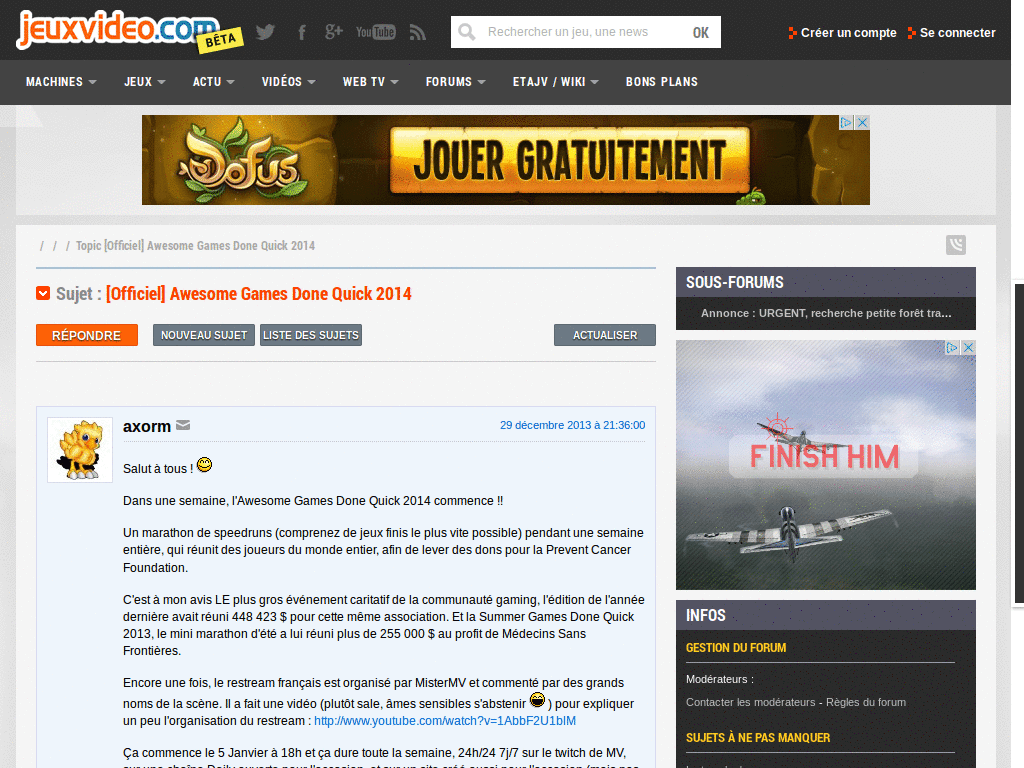 jeuxvideo.com
BÊTA
YouTube
Rechercher un jeu, une news
OK
Créer un compte
Se connecter
MACHINES
JEUX
ACTU
VIDÉOS
WEB TV
FORUMS
ETAJV / WIKI
BONS PLANS
Dofus
JOUER GRATUITEMENT
/ / / Topic [Officiel] Awesome Games Done Quick 2014
Sujet : [Officiel] Awesome Games Done Quick 2014
RÉPONDRE
NOUVEAU SUJET
LISTE DES SUJETS
ACTUALISER
axorm
29 décembre 2013 à 21:36:00
Salut à tous !
Dans une semaine, l'Awesome Games Done Quick 2014 commence !!
Un marathon de speedruns (comprenez de jeux finis le plus vite possible) pendant une semaine
entière, qui réunit des joueurs du monde entier, afin de lever des dons pour la Prevent Cancer
Foundation.
C'est à mon avis LE plus gros événement caritatif de la communauté gaming, l'édition de l'année
dernière avait réuni 448 423 $ pour cette même association. Et la Summer Games Done Quick
2013, le mini marathon d'été a lui réuni plus de 255 000 $ au profit de Médecins Sans
Frontières.
Encore une fois, le restream français est organisé par MisterMV et commenté par des grands
noms de la scène. Il a fait une vidéo (plutôt sale, âmes sensibles s'abstenir ) pour expliquer
un peu l'organisation du restream : http://www.youtube.com/watch?v=1AbbF2U1bIM
Ça commence le 5 Janvier à 18h et ça dure toute la semaine, 24h/24 7j/7 sur le twitch de MV,
SOUS-FORUMS
Annonce : URGENT, recherche petite forêt tra...
FINISH HIM
INFOS
GESTION DU FORUM
Modérateurs :
Contacter les modérateurs - Règles du forum
SUJETS À NE PAS MANQUER